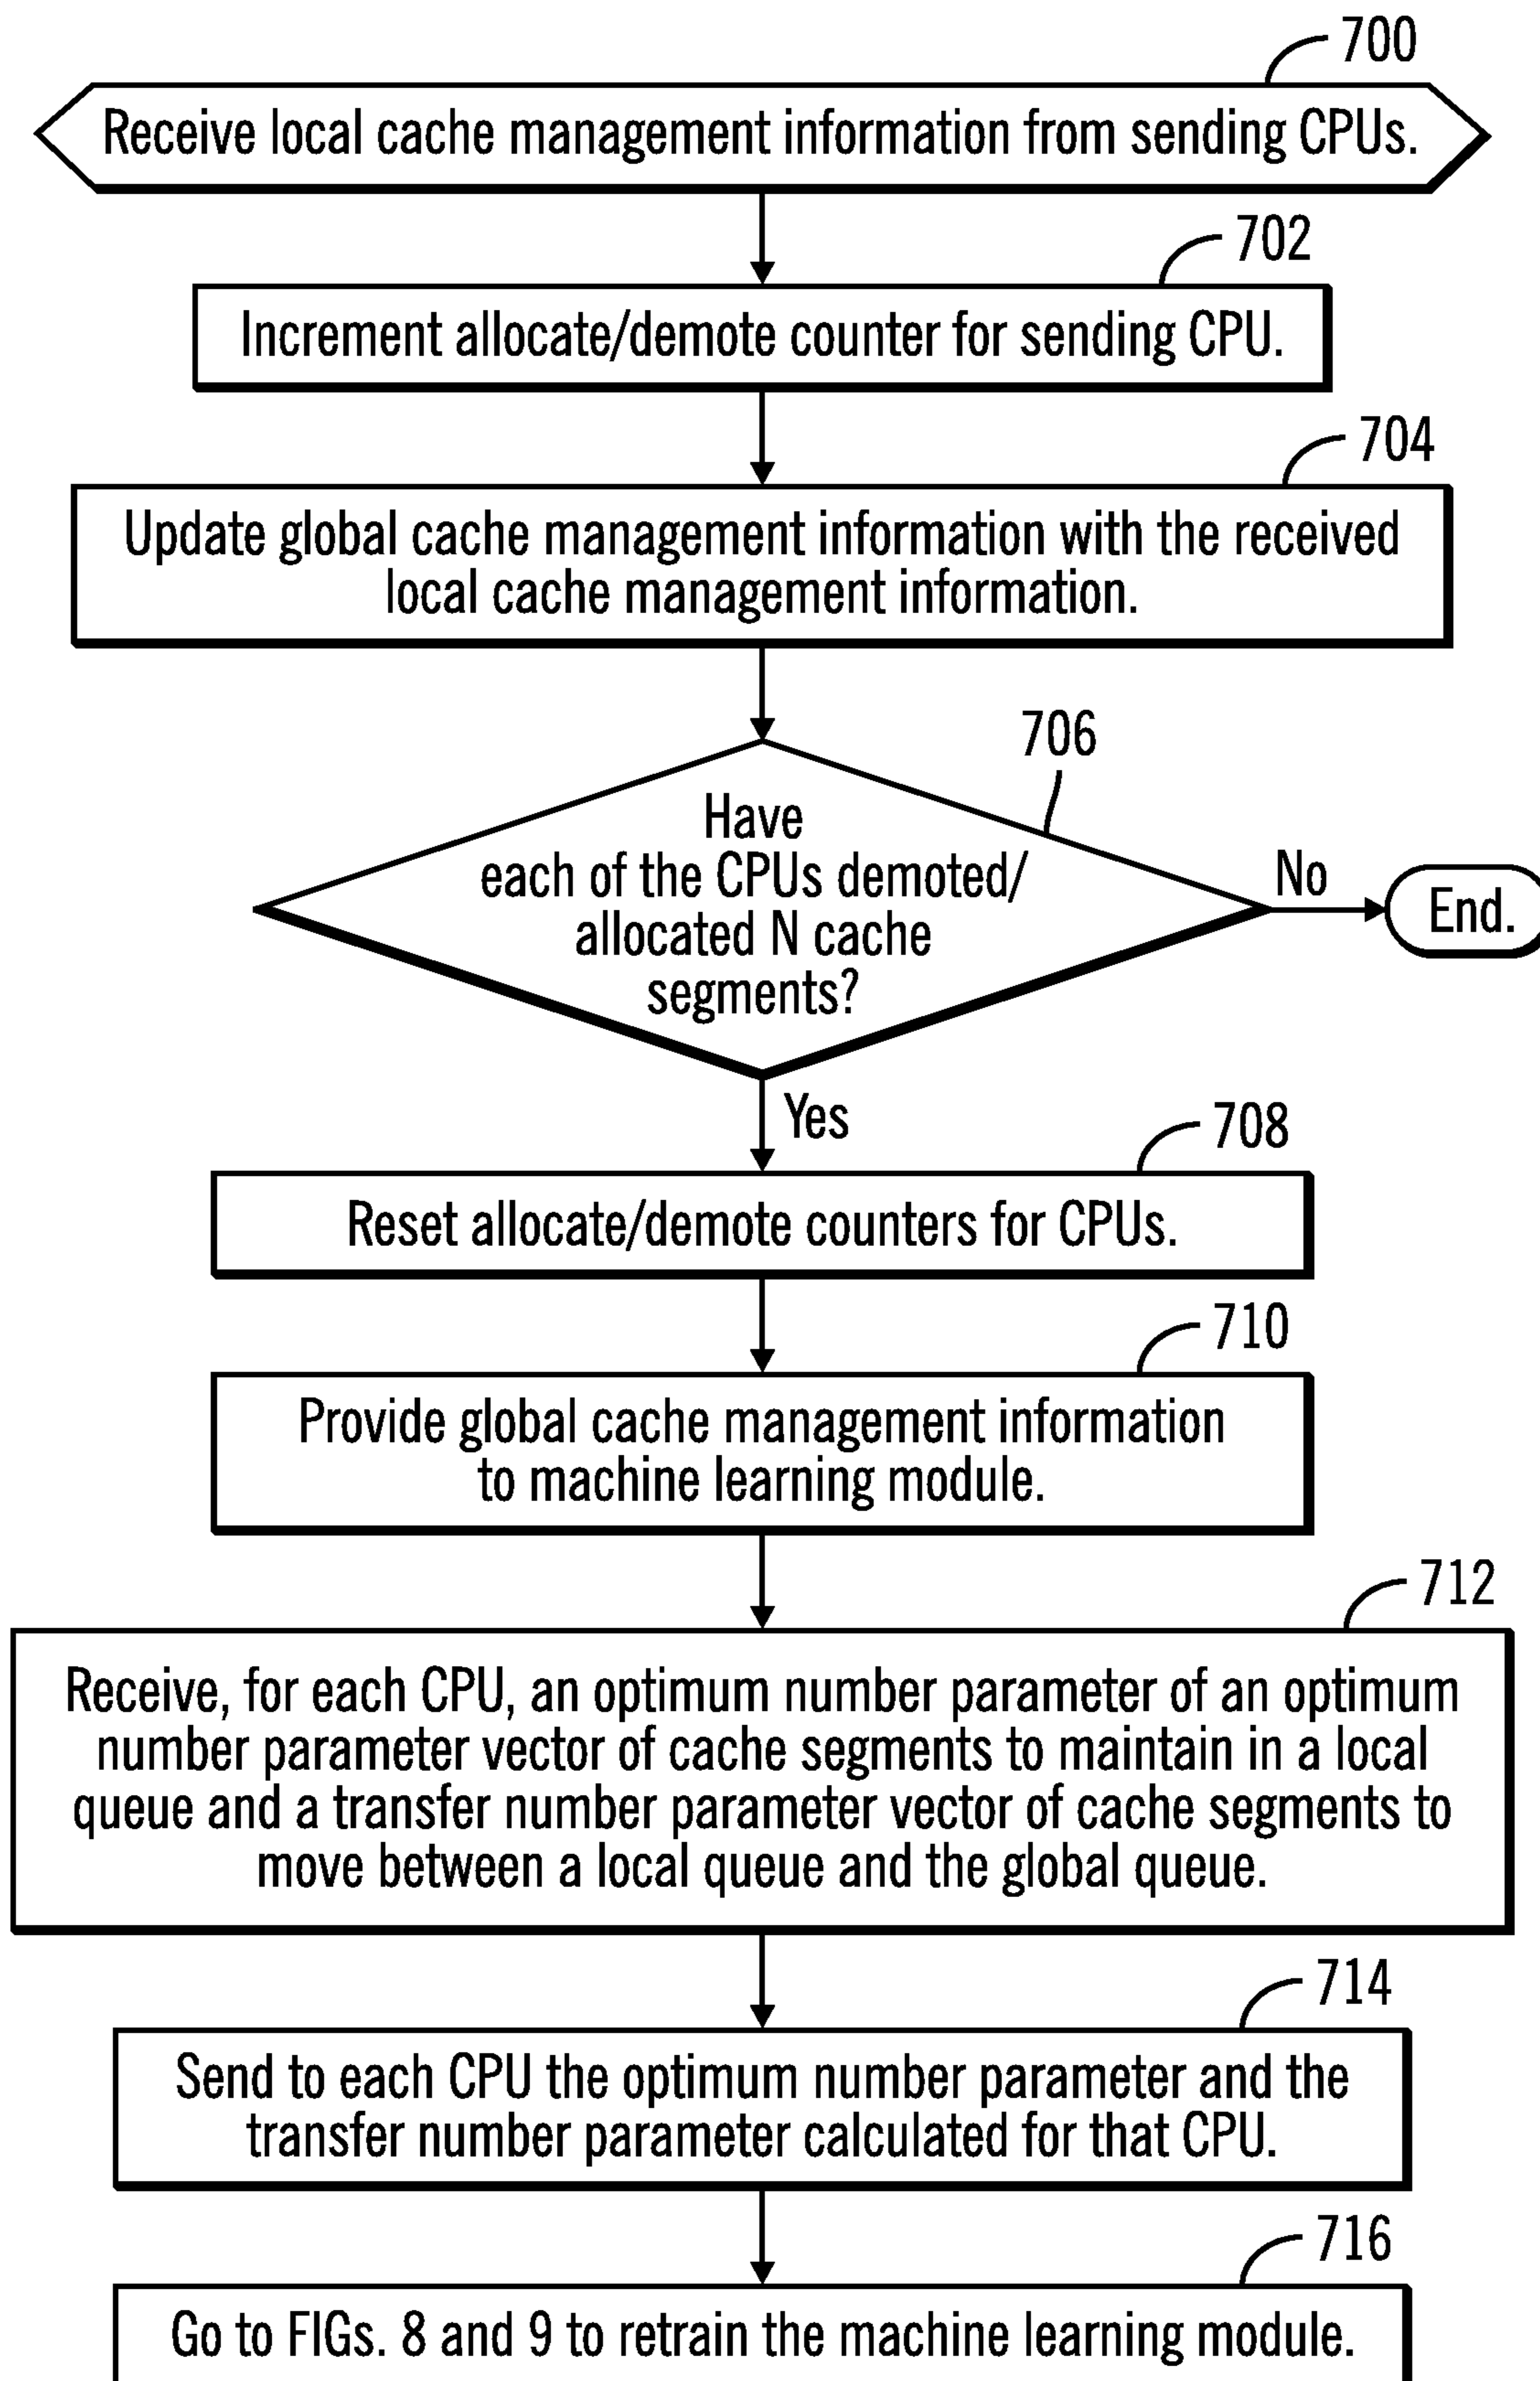 700
Receive local cache management information from sending CPUs.
702
Increment allocate/demote counter for sending CPU.
704
Update global cache management information with the received
local cache management information.
706
Have
each of the CPUs demoted/
allocated N cache
segments?
No
End.
Yes
708
Reset allocate/demote counters for CPUs.
710
Provide global cache management information
to machine learning module.
712
Receive, for each CPU, an optimum number parameter of an optimum
number parameter vector of cache segments to maintain in a local
queue and a transfer number parameter vector of cache segments to
move between a local queue and the global queue.
714
Send to each CPU the optimum number parameter and the
transfer number parameter calculated for that CPU.
716
Go to FIGs. 8 and 9 to retrain the machine learning module.